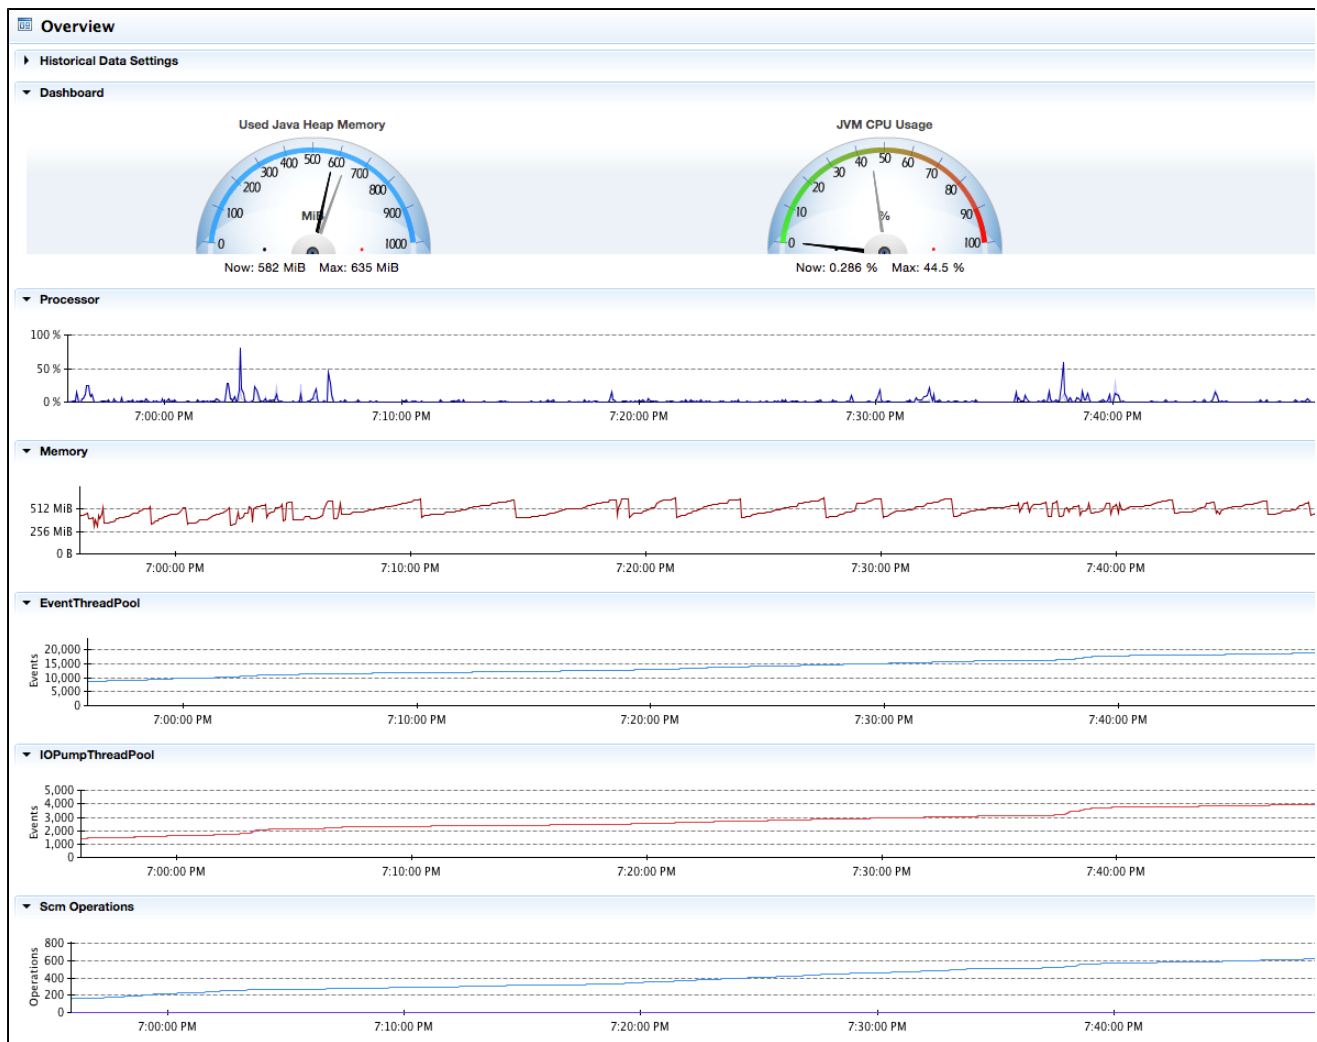 Overview
Historical Data Settings
Dashboard
Used Java Heap Memory
0 100 200 300 400 500 600 700 800 900 1000
MiB
Now: 582 MiB Max: 635 MiB
JVM CPU Usage
0 10 20 30 40 50 60 70 80 90 100
%
Now: 0.286 % Max: 44.5 %
Processor
100 %
50 %
0 %
7:00:00 PM 7:10:00 PM 7:20:00 PM 7:30:00 PM 7:40:00 PM
Memory
512 MiB
256 MiB
0 B
7:00:00 PM 7:10:00 PM 7:20:00 PM 7:30:00 PM 7:40:00 PM
EventThreadPool
Events
20,000
15,000
10,000
5,000
0
7:00:00 PM 7:10:00 PM 7:20:00 PM 7:30:00 PM 7:40:00 PM
IOPumpThreadPool
Events
5,000
4,000
3,000
2,000
1,000
0
7:00:00 PM 7:10:00 PM 7:20:00 PM 7:30:00 PM 7:40:00 PM
Scm Operations
Operations
800
600
400
200
0
7:00:00 PM 7:10:00 PM 7:20:00 PM 7:30:00 PM 7:40:00 PM